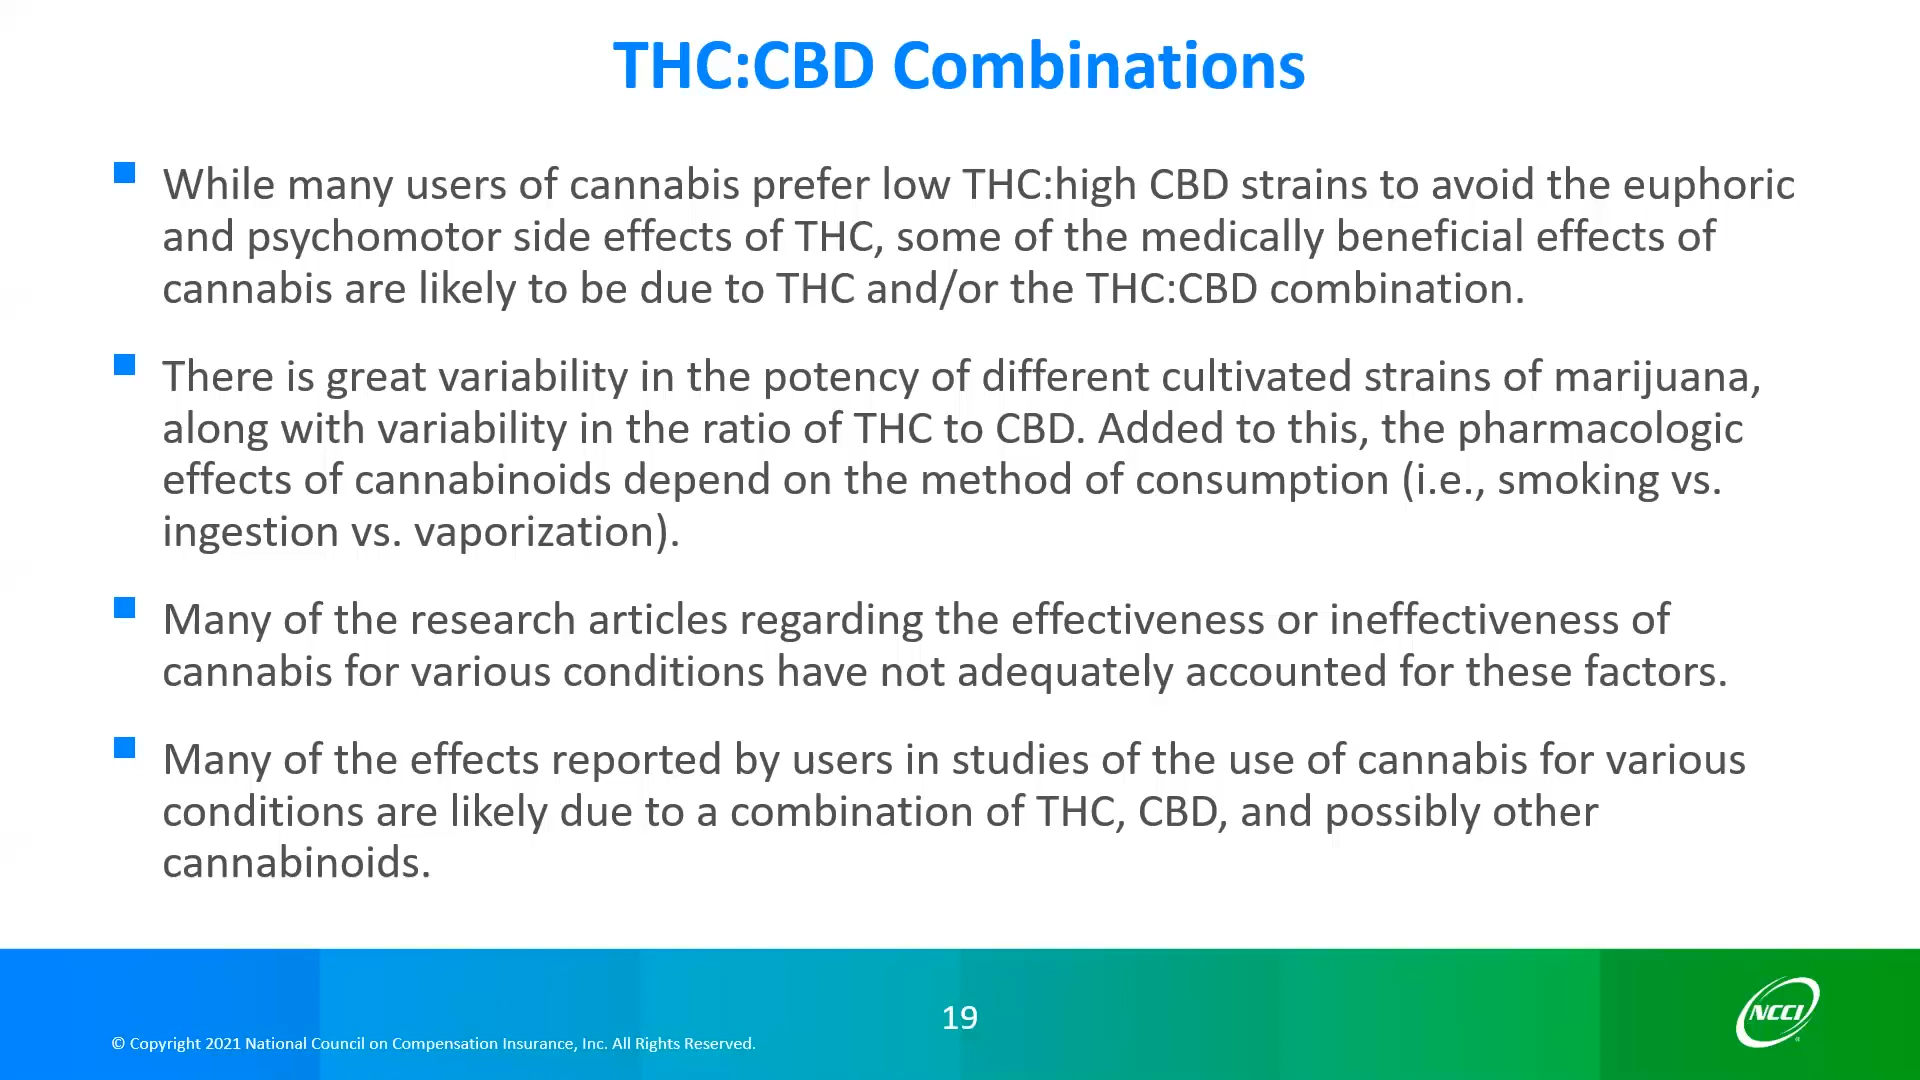 THC:CBD Combinations
While many users of cannabis prefer low THC:high CBD strains to avoid the euphoric
and psychomotor side effects of THC, some of the medically beneficial effects of
cannabis are likely to be due to THC and/or the THC:CBD combination.
There is great variability in the potency of different cultivated strains of marijuana,
along with variability in the ratio of THC to CBD. Added to this, the pharmacologic
effects of cannabinoids depend on the method of consumption (i.e., smoking vs.
ingestion vs. vaporization).
Many of the research articles regarding the effectiveness or ineffectiveness of
cannabis for various conditions have not adequately accounted for these factors.
Many of the effects reported by users in studies of the use of cannabis for various
conditions are likely due to a combination of THC, CBD, and possibly other
cannabinoids.
19
© Copyright 2021 National Council on Compensation Insurance, Inc. All Rights Reserved.
NCCI